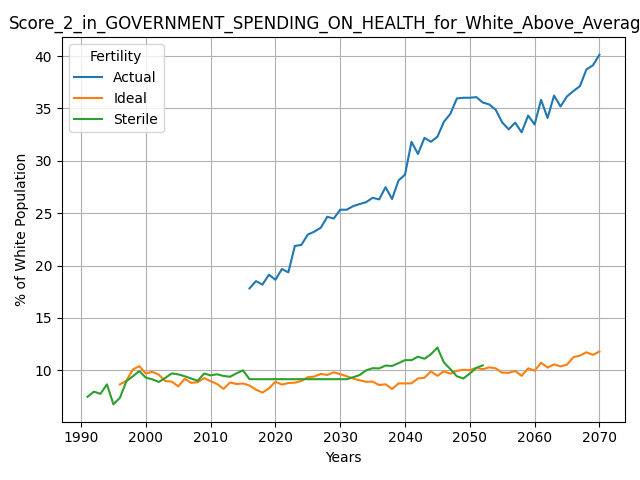 Score_2_in_GOVERNMENT_SPENDING_ON_HEALTH_for_White_Above_Averag
Fertility
Actual
Ideal
Sterile
% of White Population
40
35
30
25
20
15
10
1990 2000 2010 2020 2030 2040 2050 2060 2070
Years